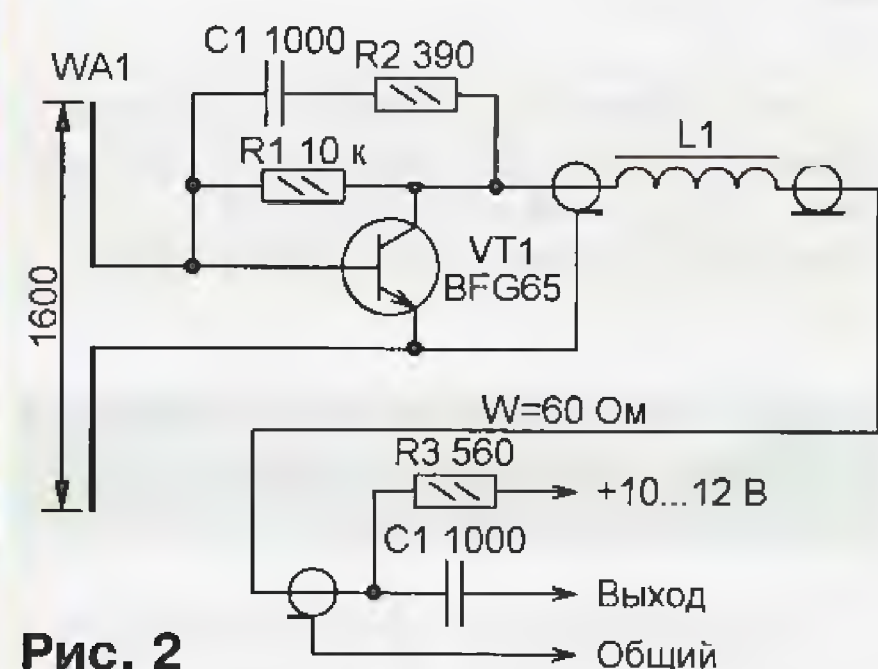 C1 1000
R2 390
WA1
R1 10 к
L1
VT1
BFG65
1600
W=60 Ом
R3 560
+10...12 В
C1 1000
Выход
Общий
Рис. 2